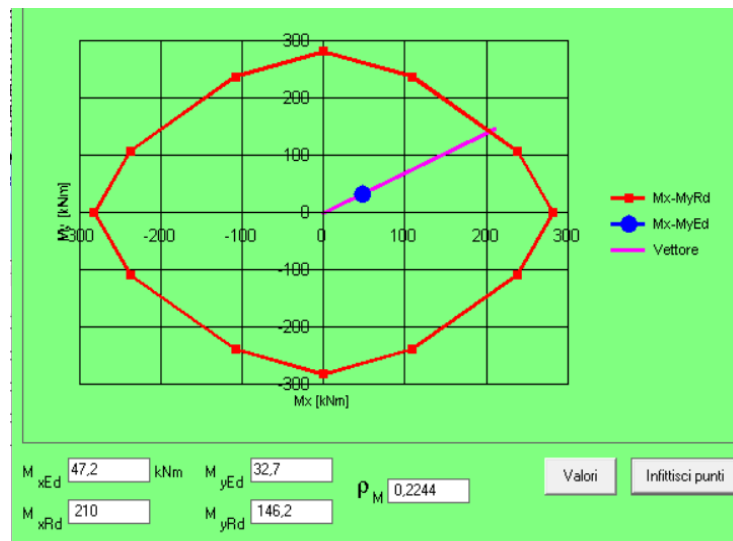 300
200
100
0
-300 -200 -100 0 100 200 300
-100
-200
-300
Mx [kNm]
[kNm]
Mx-MyRd
Mx-MyEd
Vettore
M xEd 47,2 kNm M yEd 32,7
ρ M 0,2244
M xRd 210 M yRd 146,2
Valori
Infittisci punti